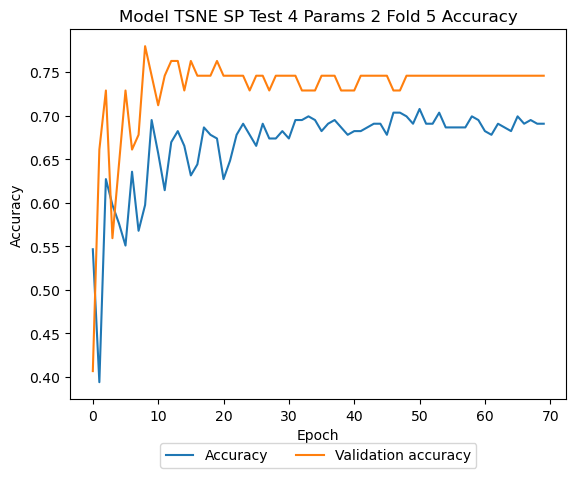 Model TSNE SP Test 4 Params 2 Fold 5 Accuracy
Accuracy
0.75
0.70
0.65
0.60
0.55
0.50
0.45
0.40
0 10 20 30 40 50 60 70
Epoch
Accuracy Validation accuracy